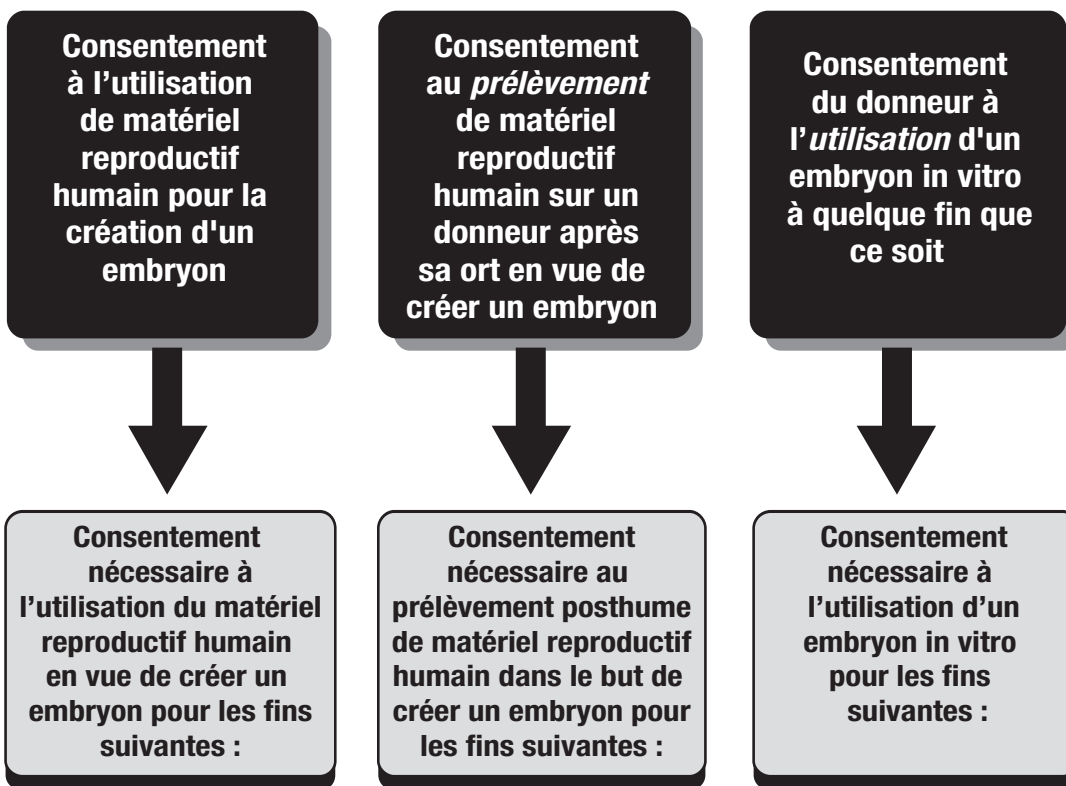 Consentement
à l’utilisation
de matériel
reproductif
humain pour la
création d'un
embryon
Consentement
au prélèvement
de matériel
reproductif
humain sur un
donneur après
sa ort en vue de
créer un embryon
Consentement
du donneur à
l’utilisation d'un
embryon in vitro
à quelque fin que
ce soit
Consentement
nécessaire à
l’utilisation du matériel
reproductif humain
en vue de créer un
embryon pour les fins
suivantes :
Consentement
nécessaire au
prélèvement posthume
de matériel reproductif
humain dans le but de
créer un embryon pour
les fins suivantes :
Consentement
nécessaire à
l’utilisation d’un
embryon in vitro
pour les fins
suivantes :